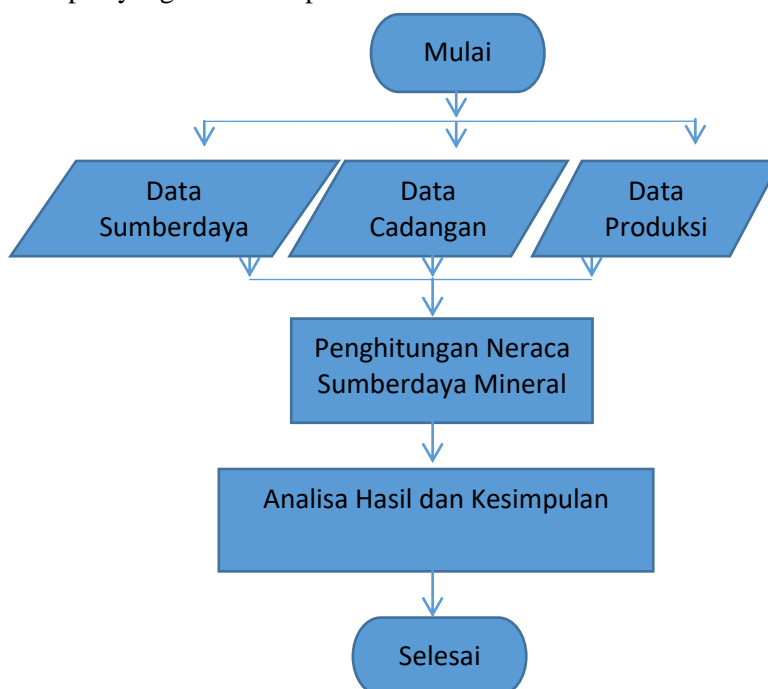 Mulai
Data
Sumberdaya
Data
Cadangan
Data
Produksi
Penghitungan Neraca
Sumberdaya Mineral
Analisa Hasil dan Kesimpulan
Selesai